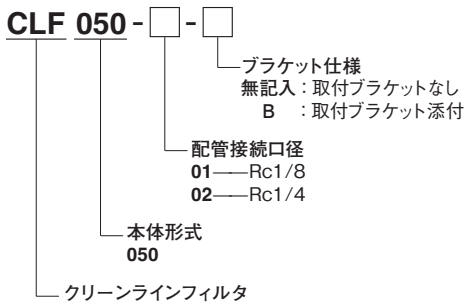 CLF 050-□-□
ブラケット仕様
無記入：取付ブラケットなし
B ：取付ブラケット添付
配管接続口径
01──Rc1/8
02──Rc1/4
本体形式
050
クリーンラインフィルタ